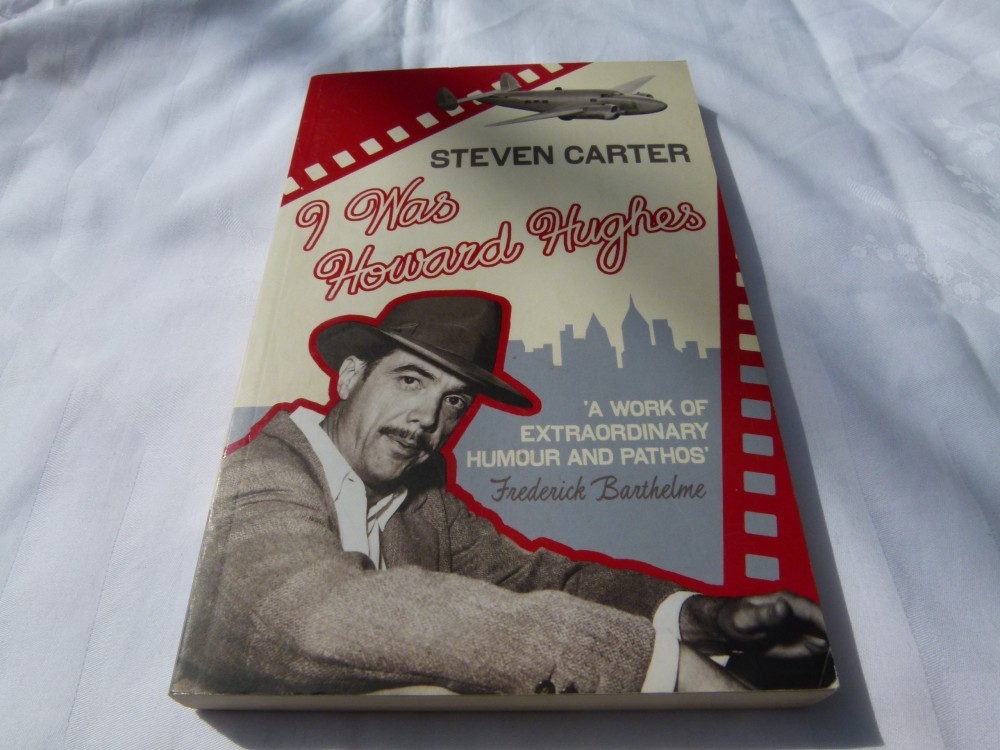 STEVEN CARTER
I Was
Howard Hughes
'A WORK OF
EXTRAORDINARY
HUMOUR AND PATHOS'
Frederick Barthelme